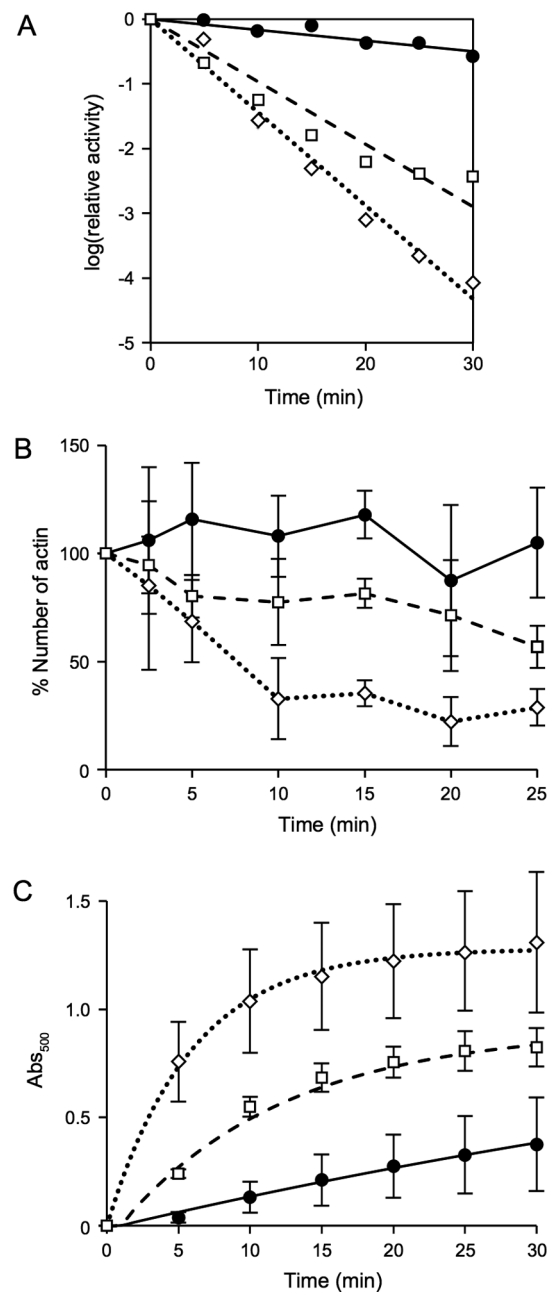 A
0
-1
-2
-3
-4
-5
log(relative activity)
0 10 20 30
Time (min)
B
150
100
50
0
% Number of actin
0 5 10 15 20 25
Time (min)
C
1.5
1.0
0.5
0
Abs500
0 5 10 15 20 25 30
Time (min)